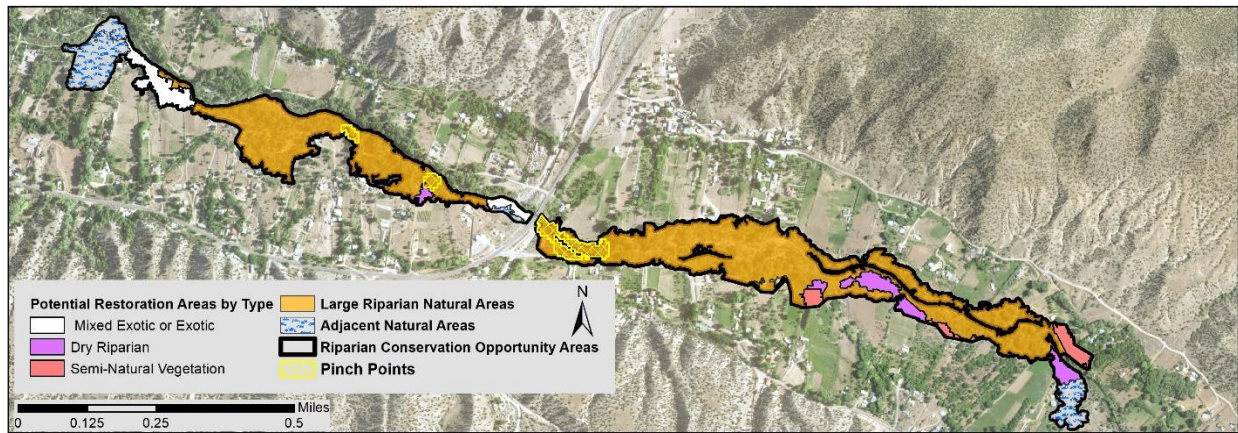 N
Potential Restoration Areas by Type
Mixed Exotic or Exotic
Dry Riparian
Semi-Natural Vegetation
Large Riparian Natural Areas
Adjacent Natural Areas
Riparian Conservation Opportunity Areas
Pinch Points
Miles
0 0.125 0.25 0.5